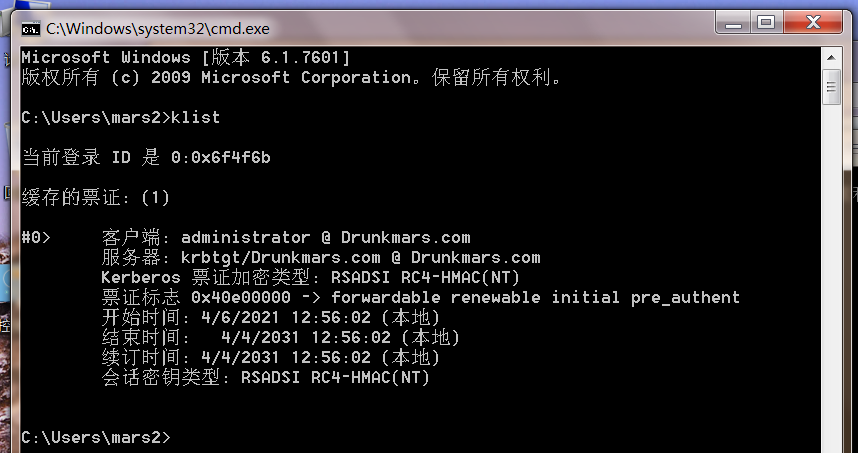 C:\Windows\system32\cmd.exe
Microsoft Windows [版本 6.1.7601]
版权所有 (c) 2009 Microsoft Corporation。保留所有权利。
C:\Users\mars2>klist
当前登录 ID 是 0:0x6f4f6b
缓存的票证: (1)
#0>     客户端: administrator @ Drunkmars.com
服务器: krbtgt/Drunkmars.com @ Drunkmars.com
Kerberos 票证加密类型: RSADSI RC4-HMAC(NT)
票证标志 0x40e00000 -> forwardable renewable initial pre_authent
开始时间: 4/6/2021 12:56:02 (本地)
结束时间:   4/4/2031 12:56:02 (本地)
续订时间: 4/4/2031 12:56:02 (本地)
会话密钥类型: RSADSI RC4-HMAC(NT)
C:\Users\mars2>